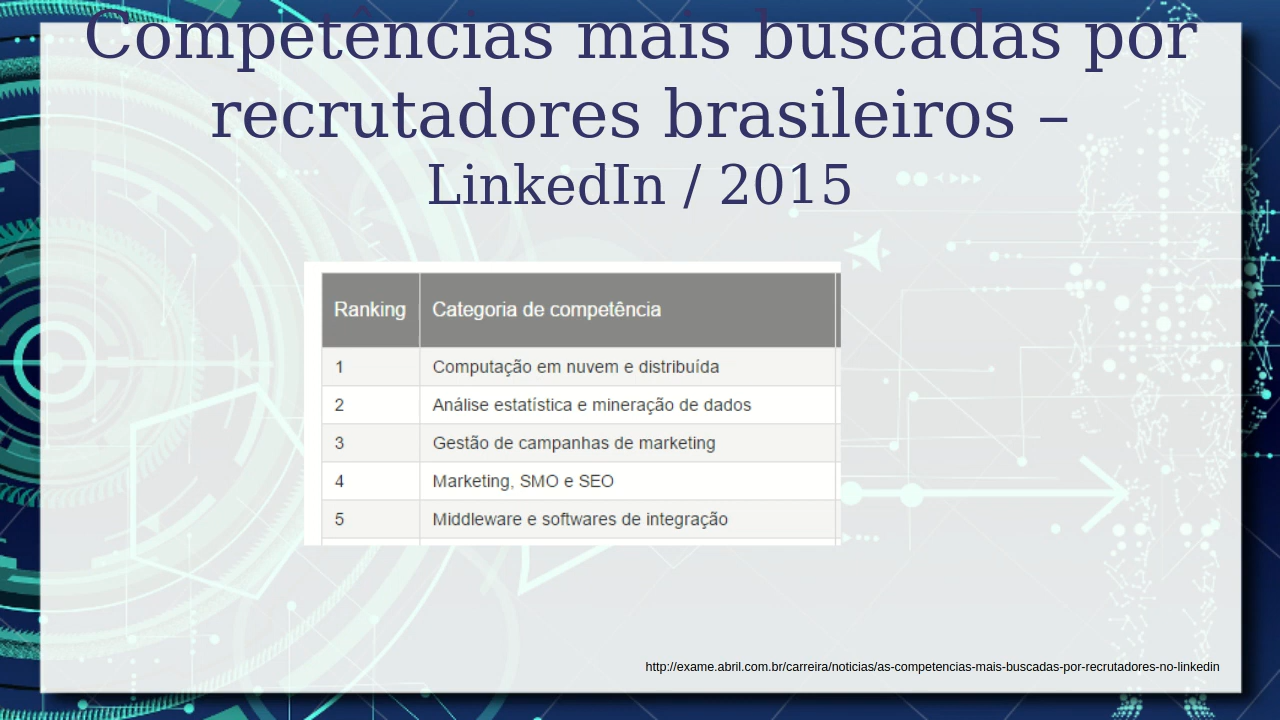 Competências mais buscadas por
recrutadores brasileiros –
LinkedIn / 2015
Ranking Categoria de competência
1 Computação em nuvem e distribuída
2 Análise estatística e mineração de dados
3 Gestão de campanhas de marketing
4 Marketing, SMO e SEO
5 Middleware e softwares de integração
http://exame.abril.com.br/carreira/noticias/as-competencias-mais-buscadas-por-recrutadores-no-linkedin